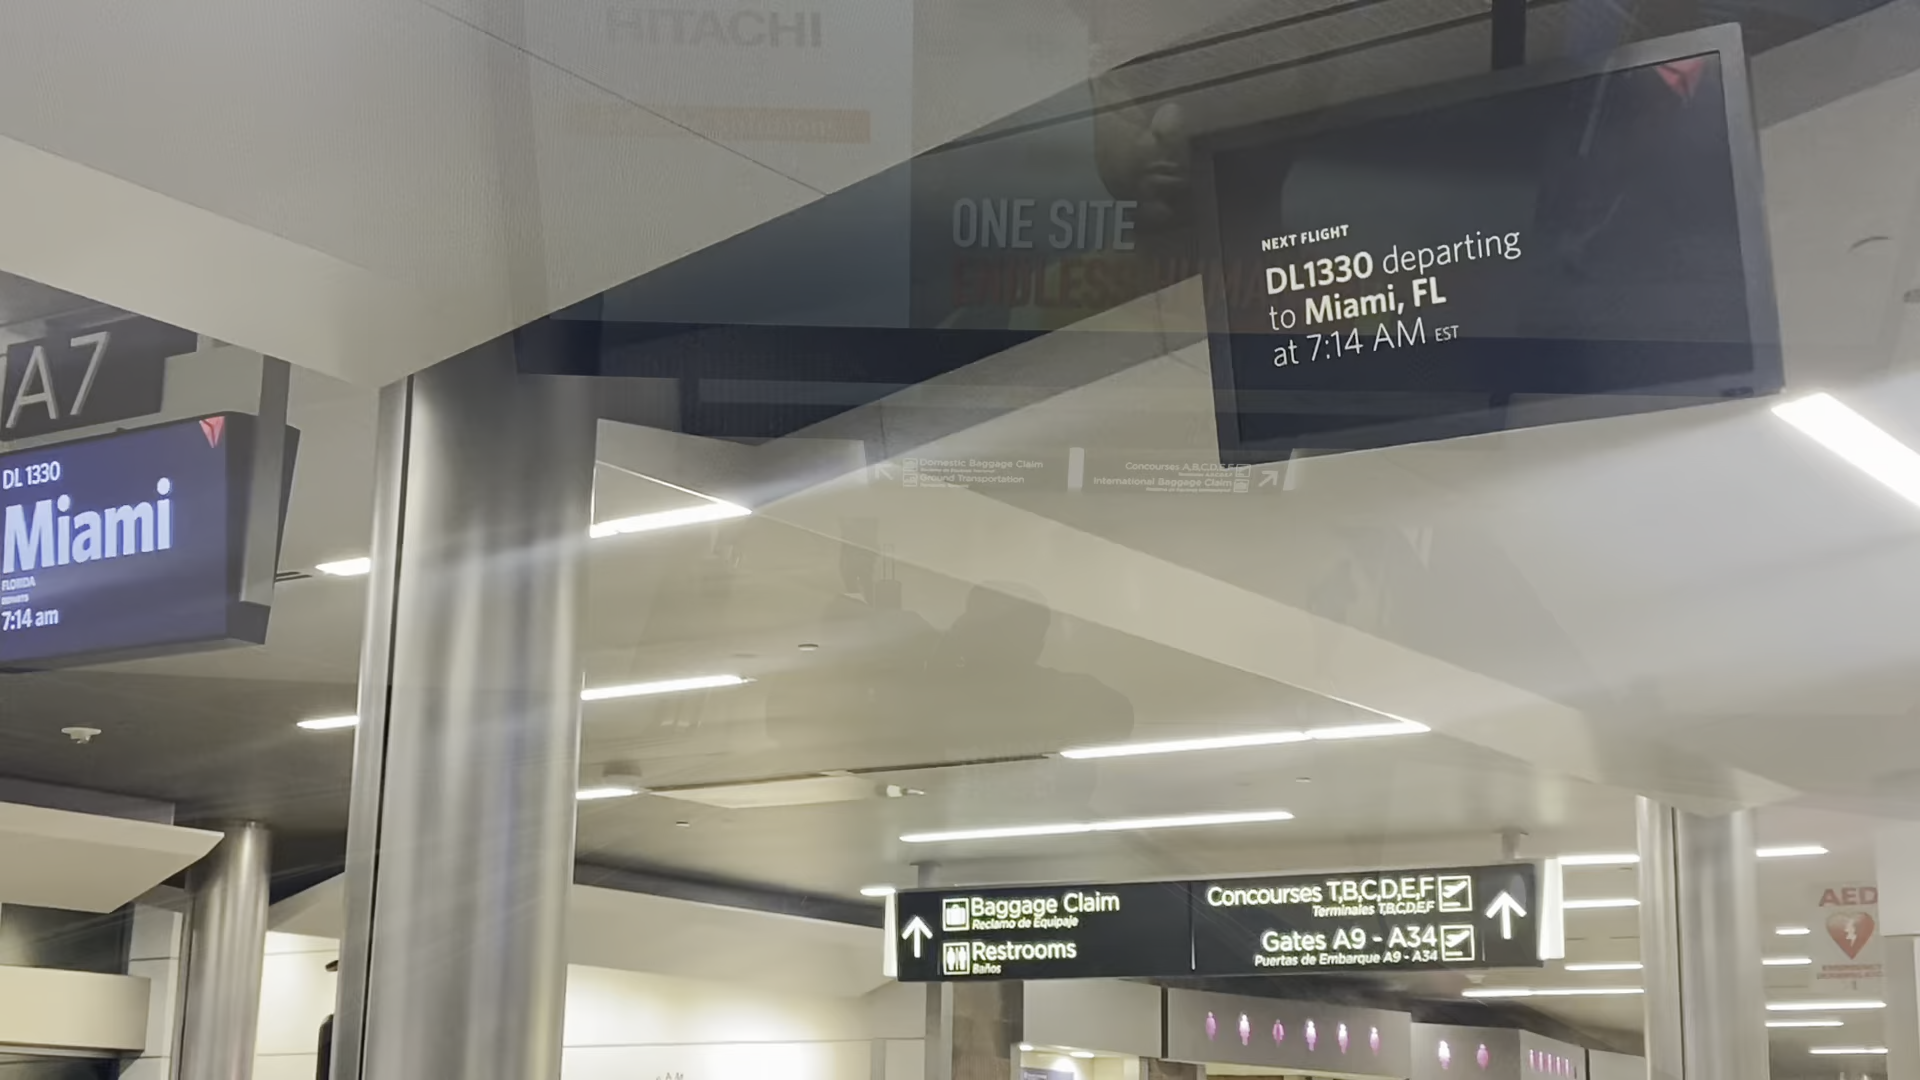 HITACHI
ONE SITE
ENDLESS
NEXT FLIGHT
DL1330 departing
to Miami, FL
at 7:14 AM EST
A7
DL 1330
Miami
FLORIDA
DEPARTS
7:14 am
Domestic Baggage Claim
Ground Transportation
Concourses A,B,C,D,E,F
International Baggage Claim
Baggage Claim
Reclamo de Equipaje
Restrooms
Baños
Concourses T,B,C,D,E,F
Terminales T,B,C,D,E,F
Gates A9 - A34
Puertas de Embarque A9 - A34
AED